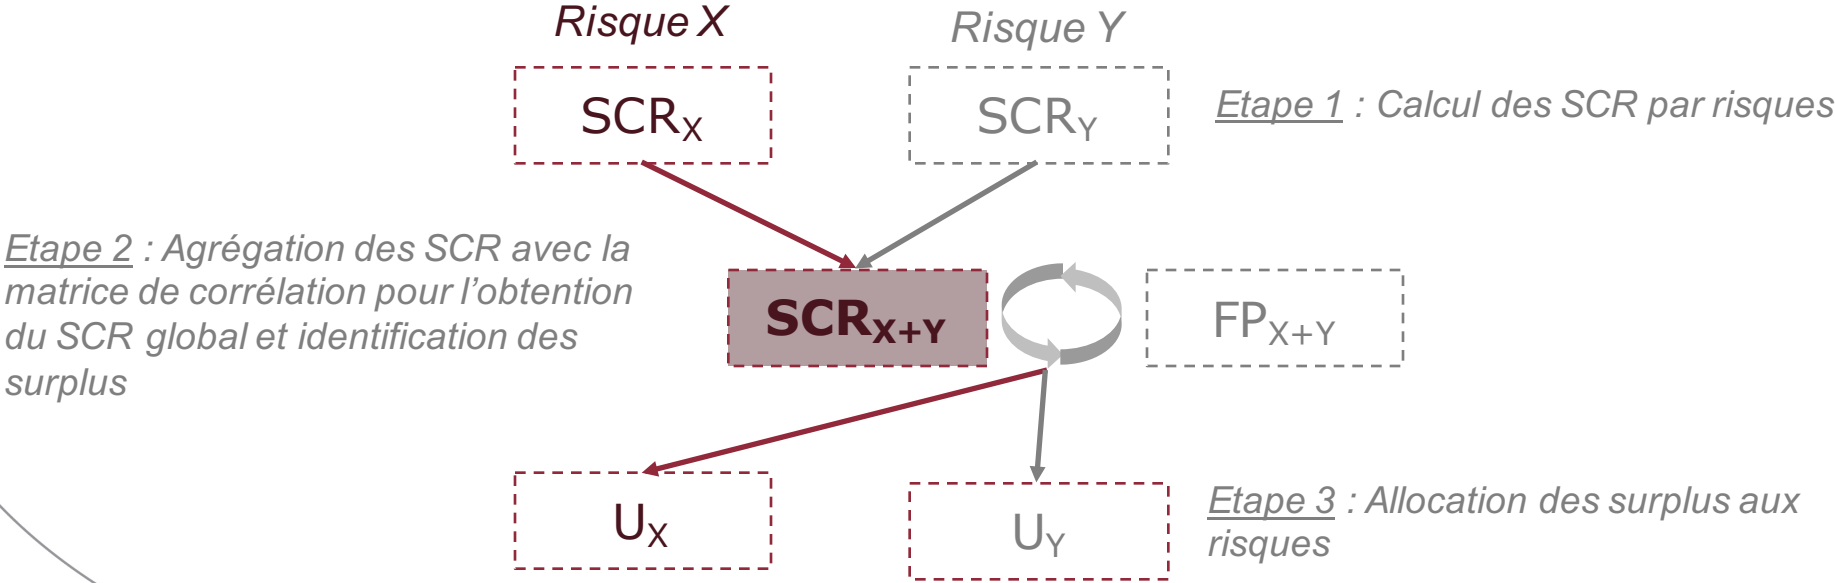 Risque X
Risque Y
SCRX
SCRY
Etape 1 : Calcul des SCR par risques
Etape 2 : Agrégation des SCR avec la
matrice de corrélation pour l’obtention
du SCR global et identification des
surplus
SCRX+Y
FPX+Y
UX
UY
Etape 3 : Allocation des surplus aux
risques